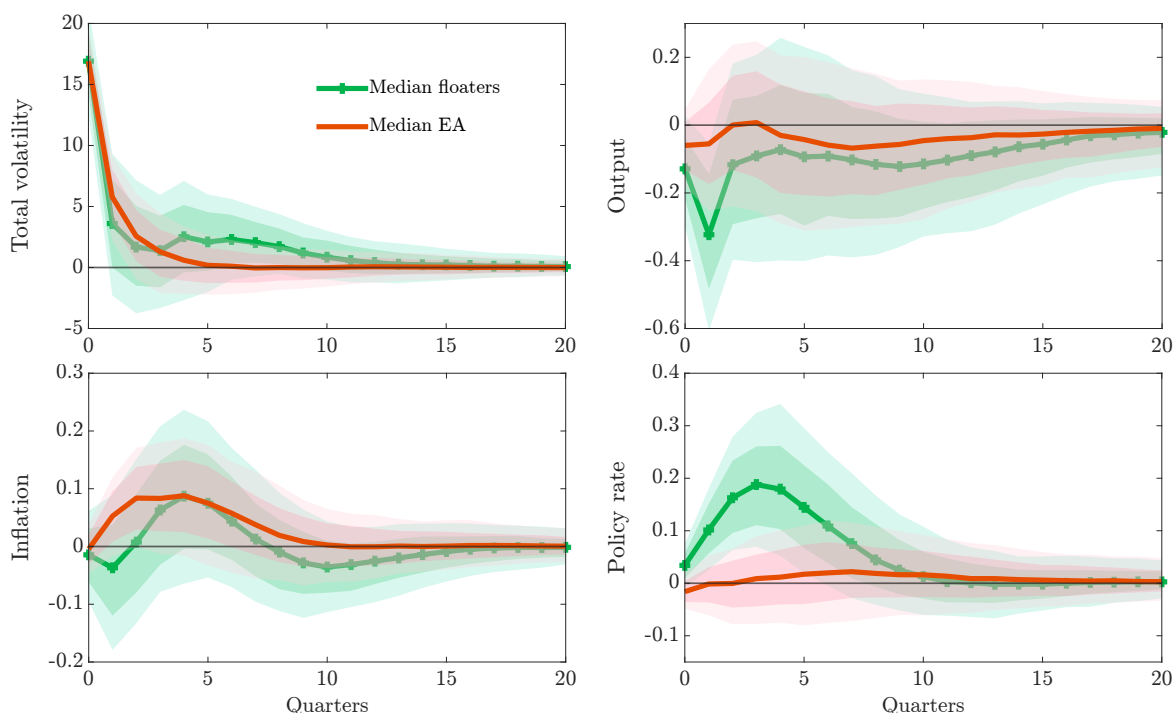 Total volatility
20
15
10
5
0
-5
0 5 10 15 20
Median floaters
Median EA
Output
0.2
0
-0.2
-0.4
-0.6
0 5 10 15 20
Inflation
0.3
0.2
0.1
0
-0.1
-0.2
0 5 10 15 20
Quarters
Policy rate
0.4
0.3
0.2
0.1
0
-0.1
0 5 10 15 20
Quarters